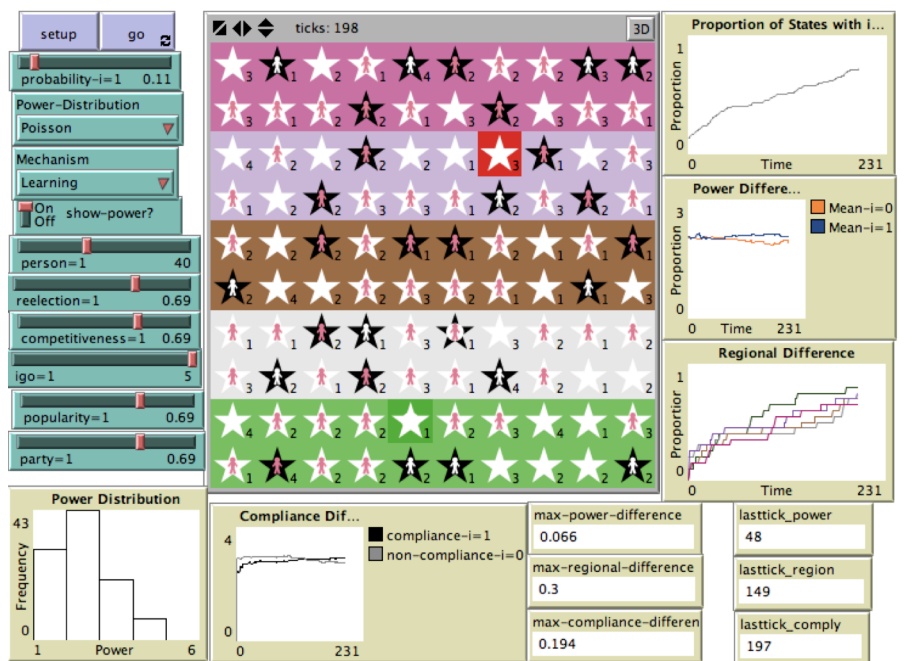 setup
go
ticks: 198
3D
probability-i=1 0.11
Power-Distribution
Poisson
Mechanism
Learning
On
Off
show-power?
person=1 40
reelection=1 0.69
competitiveness=1 0.69
igo=1 5
popularity=1 0.69
party=1 0.69
Proportion of States with i...
1
Proportion
0
0 Time 231
Power Differe...
3
Proportion
0
0 Time 231
Mean-i=0
Mean-i=1
Regional Difference
1
Proportion
0
0 Time 231
Power Distribution
43
Frequency
0
1 Power 6
Compliance Dif...
4
0
0 231
compliance-i=1
non-compliance-i=0
max-power-difference
0.066
max-regional-difference
0.3
max-compliance-differen
0.194
lasttick_power
48
lasttick_region
149
lasttick_comply
197